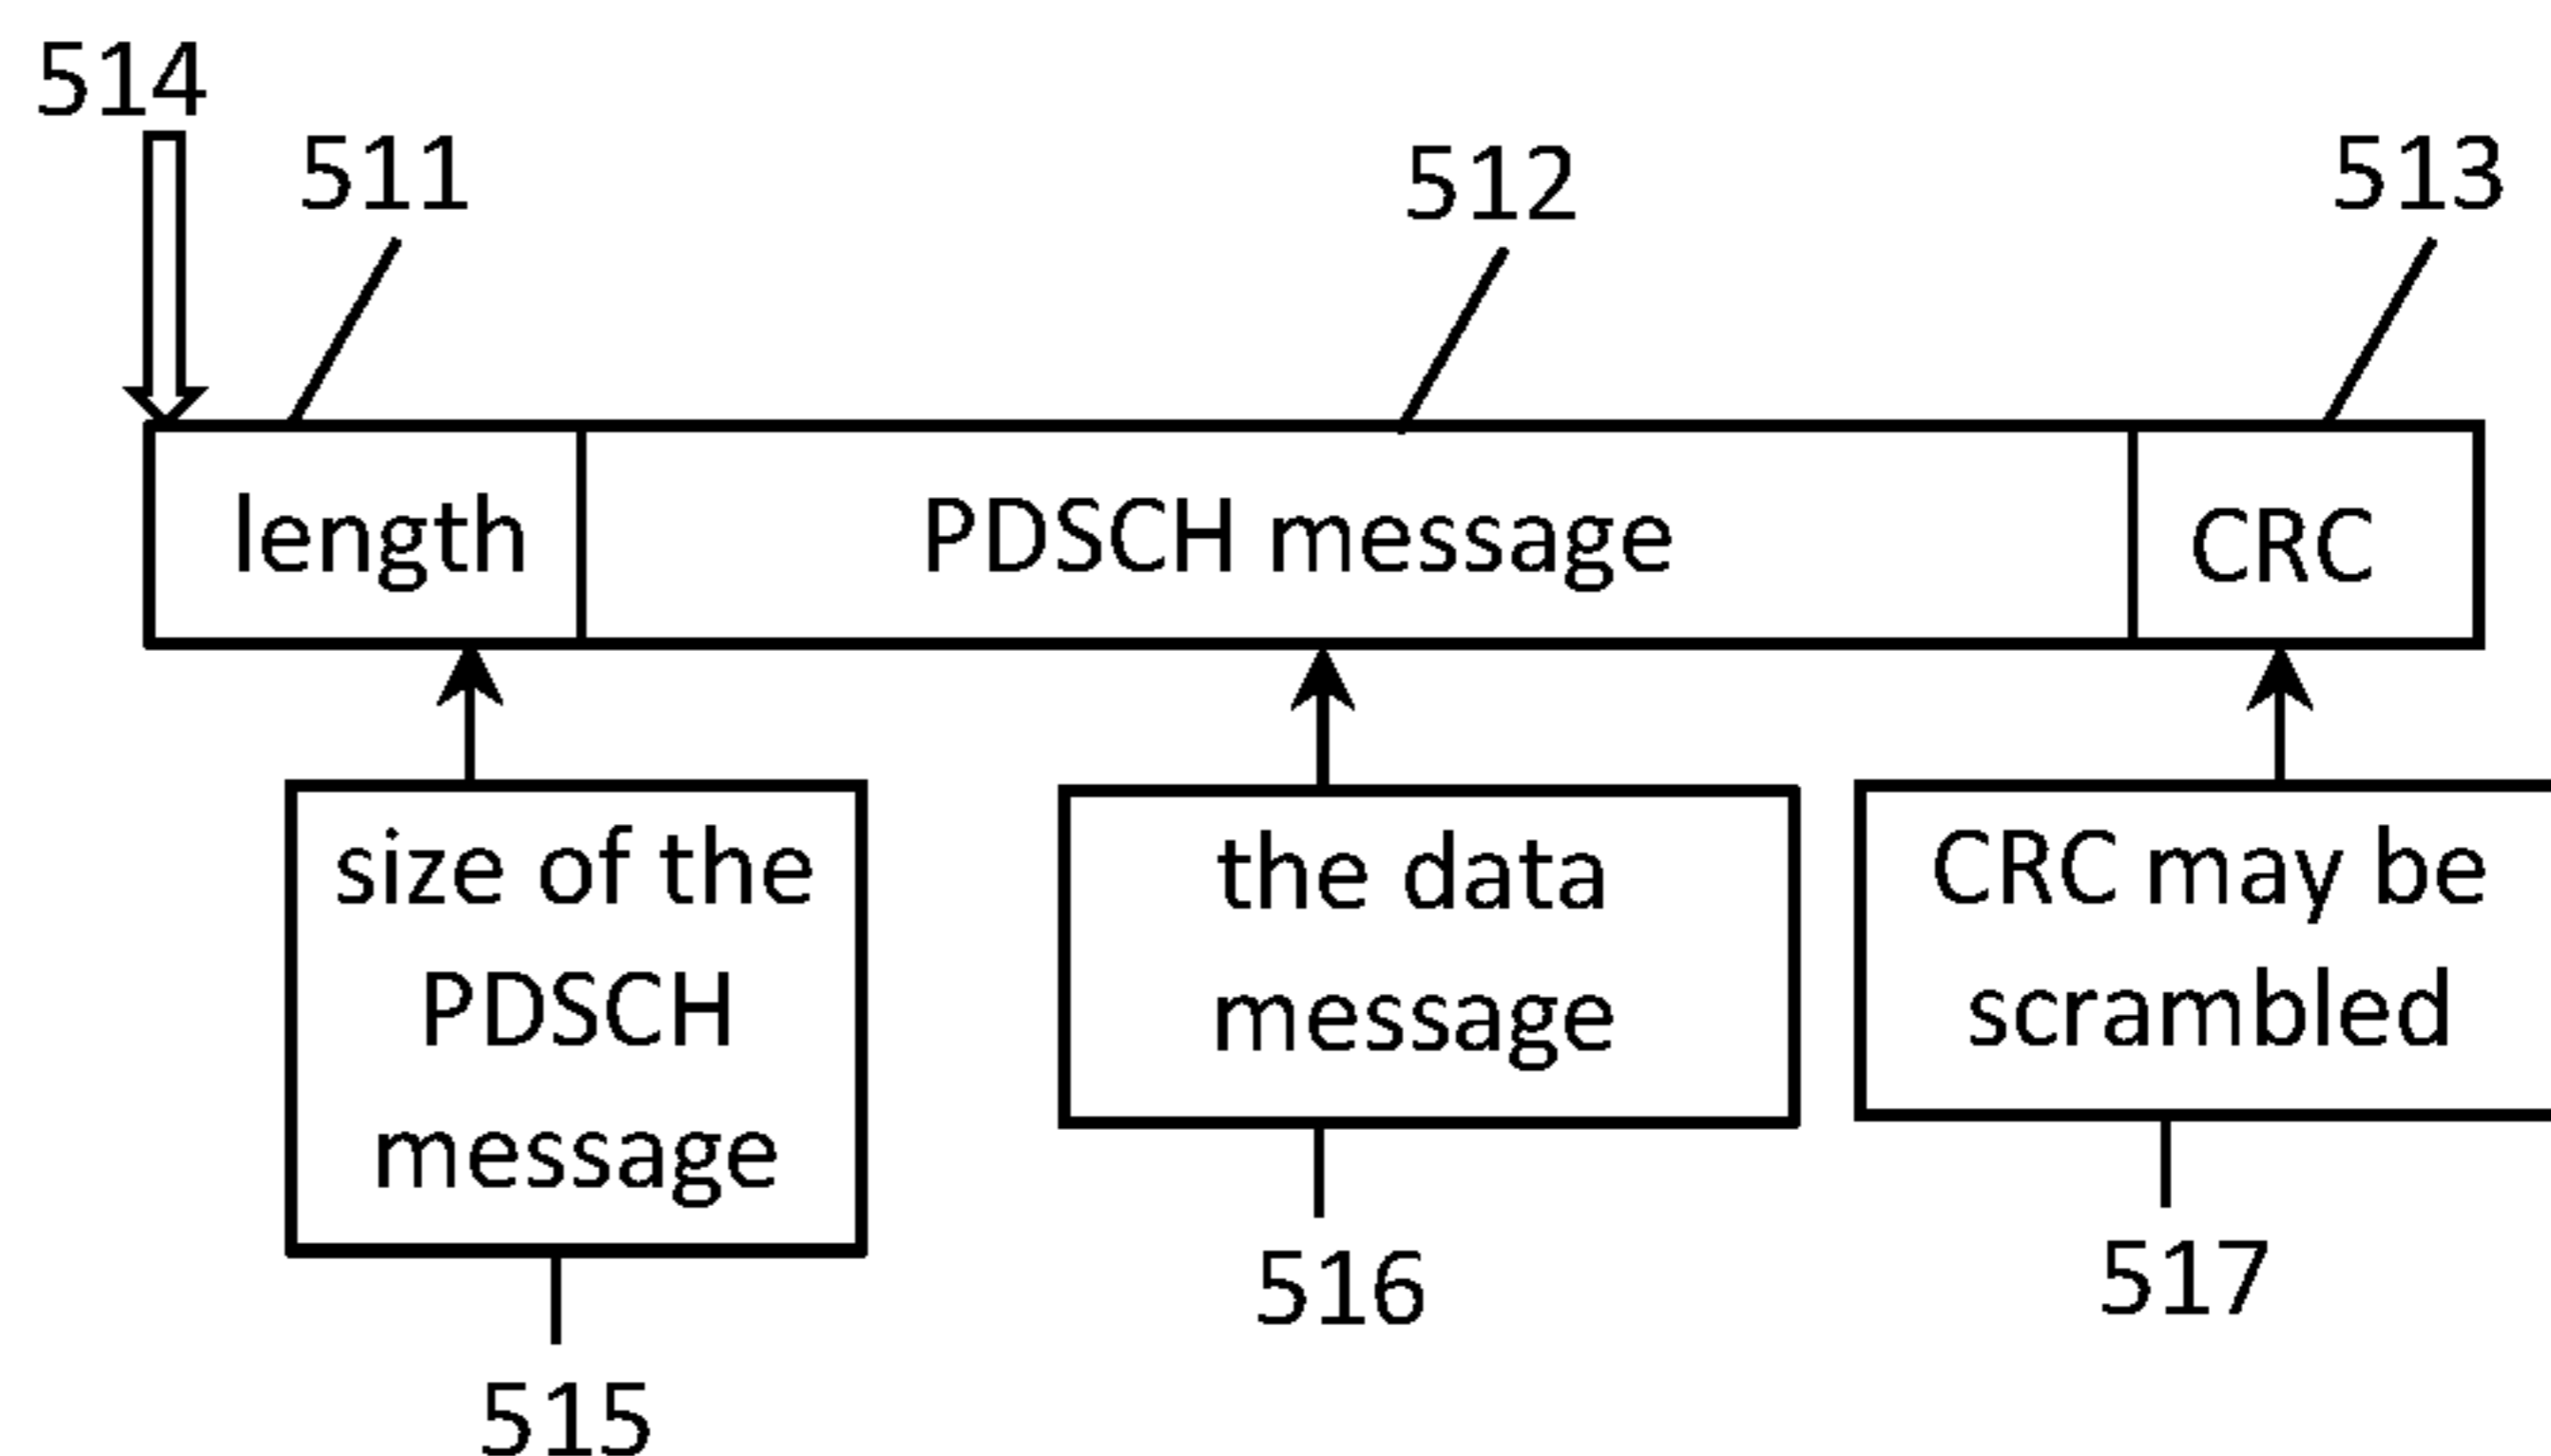 514
511
512
513
length
PDSCH message
CRC
size of the
PDSCH
message
the data
message
CRC may be
scrambled
515
516
517